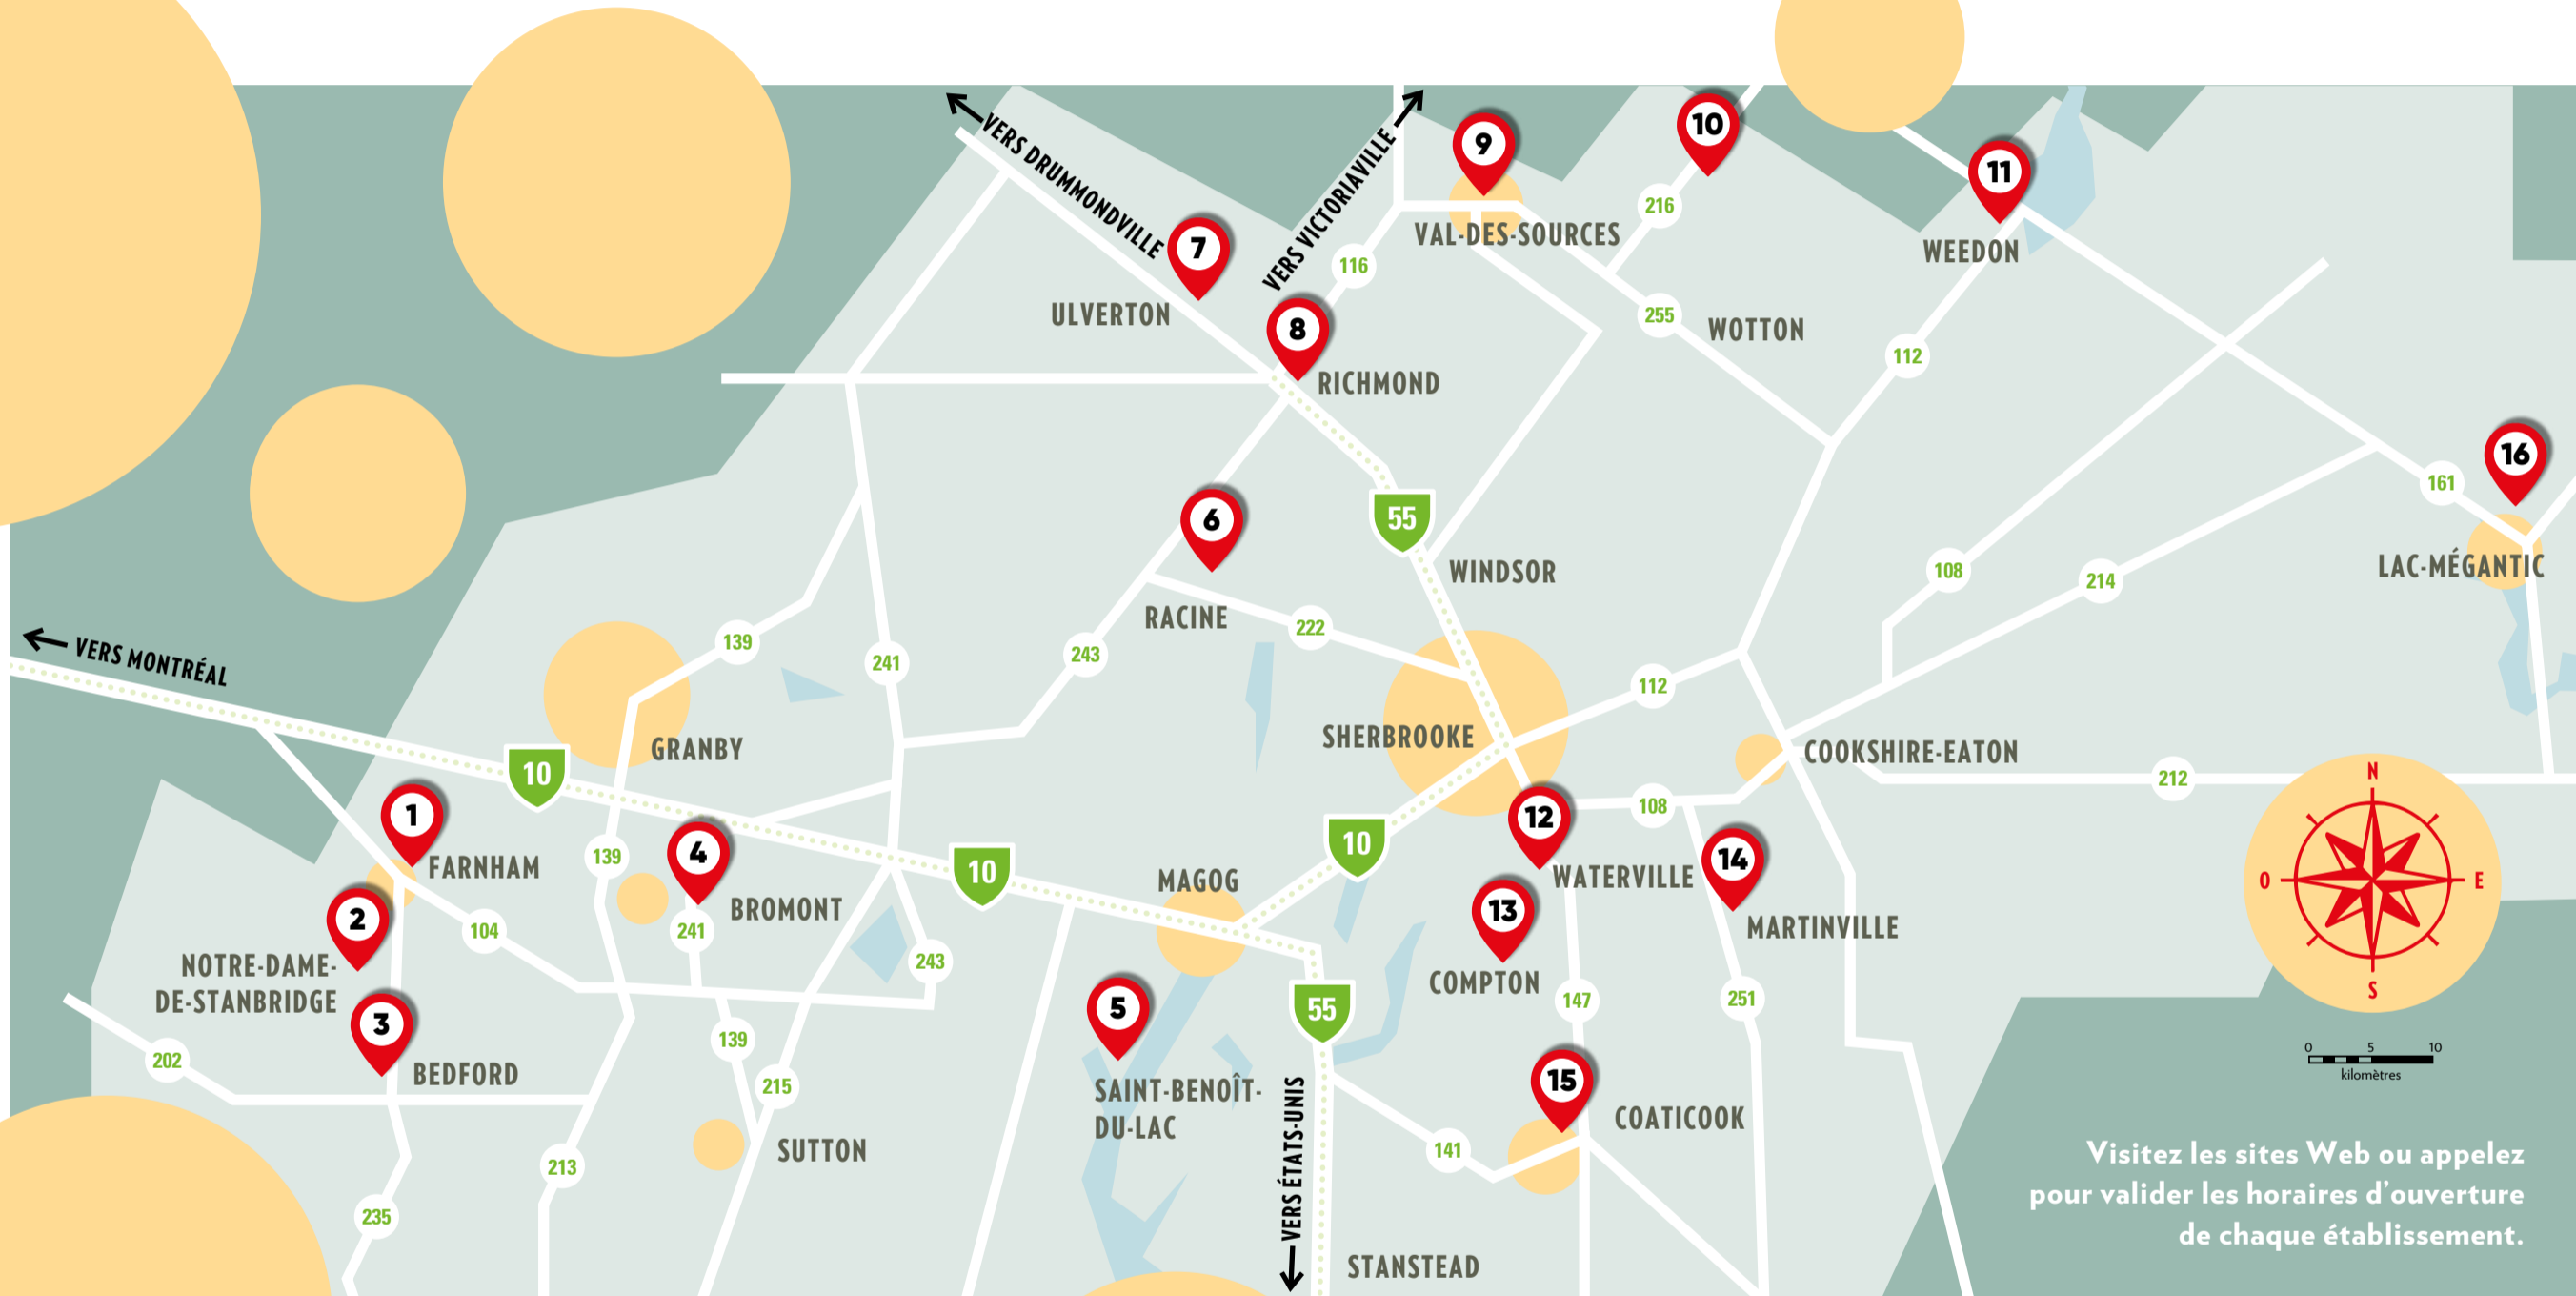 VERS DRUMMONDVILLE
VERS VICTORIAVILLE
9
10
11
7
8
216
VAL-DES-SOURCES
WEEDON
116
ULVERTON
255
WOTTON
112
RICHMOND
16
161
6
55
WINDSOR
108
214
LAC-MÉGANTIC
RACINE
222
139
241
243
VERS MONTRÉAL
112
SHERBROOKE
GRANBY
COOKSHIRE-EATON
10
212
N
1
12
108
4
139
10
10
14
FARNHAM
MAGOG
WATERVILLE
O
E
2
BROMONT
13
104
241
MARTINVILLE
243
NOTRE-DAME-
DE-STANBRIDGE
COMPTON
S
5
55
147
251
3
139
202
BEDFORD
215
SAINT-BENOÎT-
DU-LAC
15
0 5 10
kilomètres
COATICOOK
SUTTON
141
213
VERS ÉTATS-UNIS
235
STANSTEAD
Visitez les sites Web ou appelez
pour valider les horaires d'ouverture
de chaque établissement.